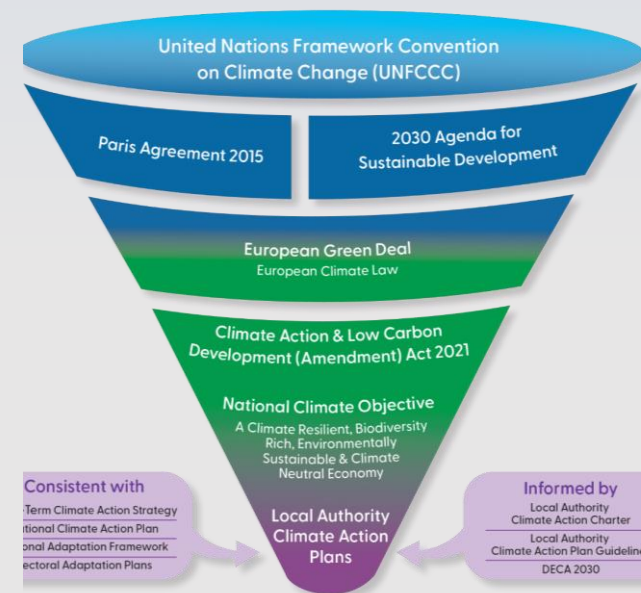 United Nations Framework Convention
on Climate Change (UNFCCC)
Paris Agreement 2015
2030 Agenda for
Sustainable Development
European Green Deal
European Climate Law
Climate Action & Low Carbon
Development (Amendment) Act 2021
National Climate Objective
A Climate Resilient, Biodiversity
Rich, Environmentally
Sustainable & Climate
Neutral Economy
Local Authority
Climate Action
Plans
Consistent with
-Term Climate Action Strategy
tional Climate Action Plan
onal Adaptation Framework
ectoral Adaptation Plans
Informed by
Local Authority
Climate Action Charter
Local Authority
Climate Action Plan Guideline
DECA 2030